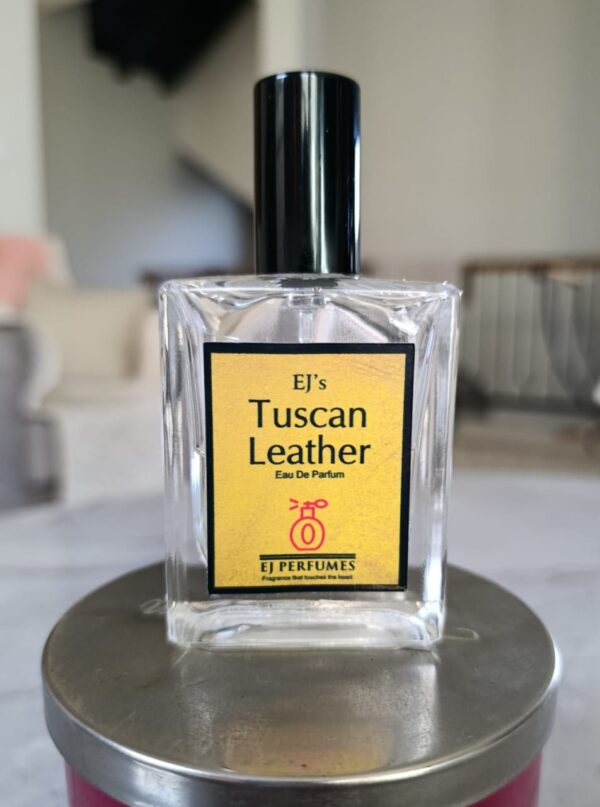 EJ's
Tuscan
Leather
Eau De Parfum
EJ PERFUMES
Fragrance that touches the heart